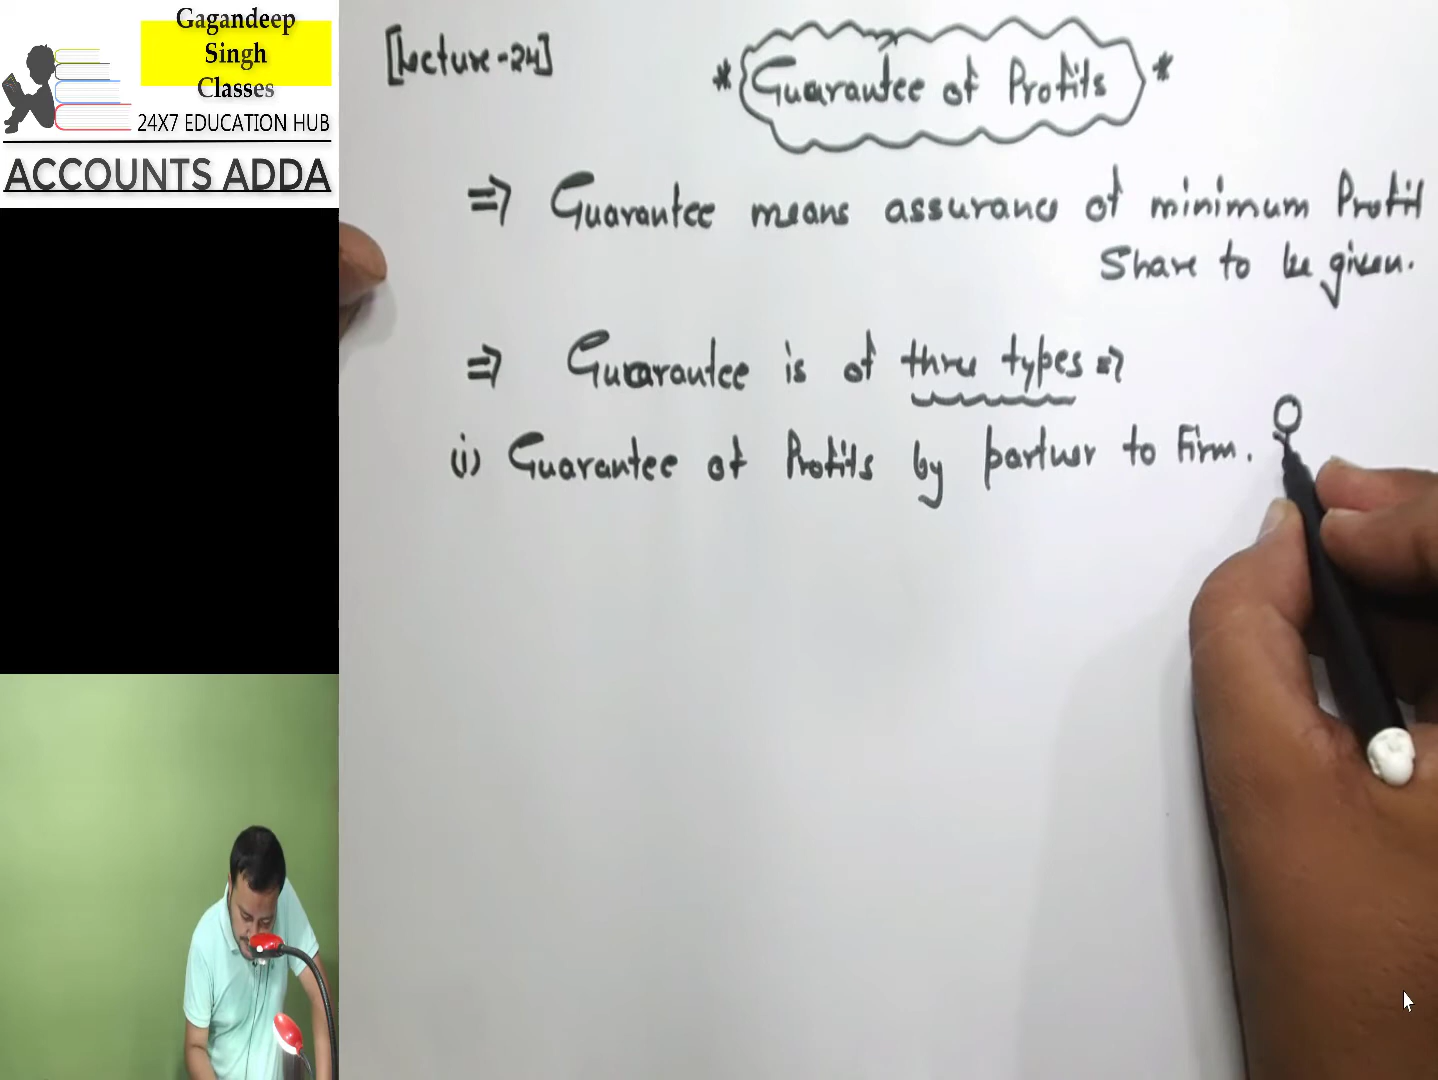 Gagandeep
Singh
Classes
24X7 EDUCATION HUB
ACCOUNTS ADDA
[Lecture-24]
* Guarantee of Profits *
=> Guarantee means assurance of minimum Profit
Share to be given.
=> Guarantee is of three types =>
(i) Guarantee of Profits by partner to Firm.